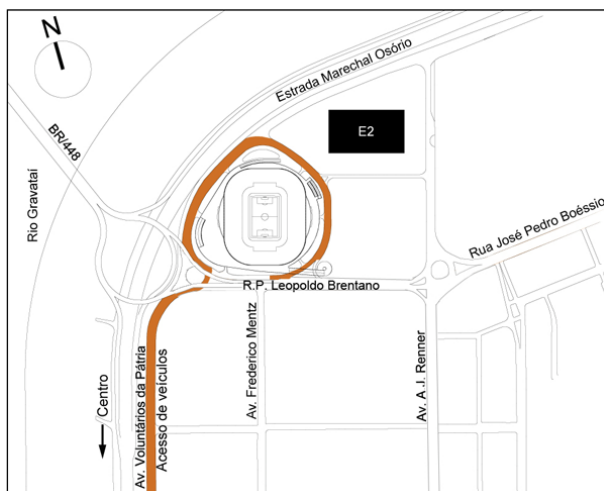 N
Estrada Marechal Osório
E2
BR/448
Rio Gravataí
Rua José Pedro Boéssio
R.P. Leopoldo Brentano
Av. Frederico Mentz
Av. A .I. Renner
Av. Voluntários da Pátria
Acesso de veículos
Centro